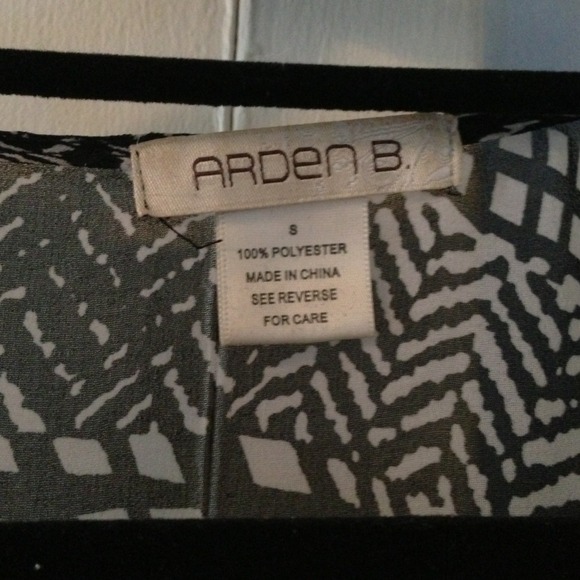 ARDEN B.
S
100% POLYESTER
MADE IN CHINA
SEE REVERSE
FOR CARE